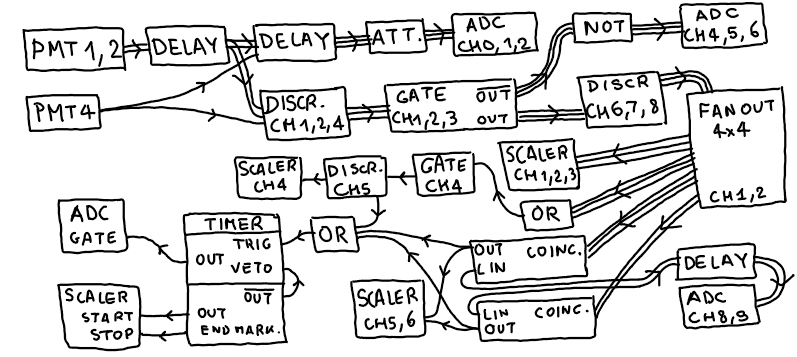 PMT 1, 2
DELAY
DELAY
ATT.
ADC
CH0, 1, 2
NOT
ADC
CH4, 5, 6
PMT4
DISCR.
CH1, 2, 4
GATE
CH1, 2, 3
OUT
OUT
DISCR
CH6, 7, 8
FAN OUT
4x4
CH1, 2
SCALER
CH4
DISCR.
CH5
GATE
CH4
SCALER
CH1, 2, 3
OR
ADC
GATE
TIMER
TRIG
OUT
VETO
OUT
OUT
END MARK.
OR
OUT COINC.
LIN
LIN COINC.
OUT
DELAY
ADC
CH8, 9
SCALER
START
STOP
SCALER
CH5, 6